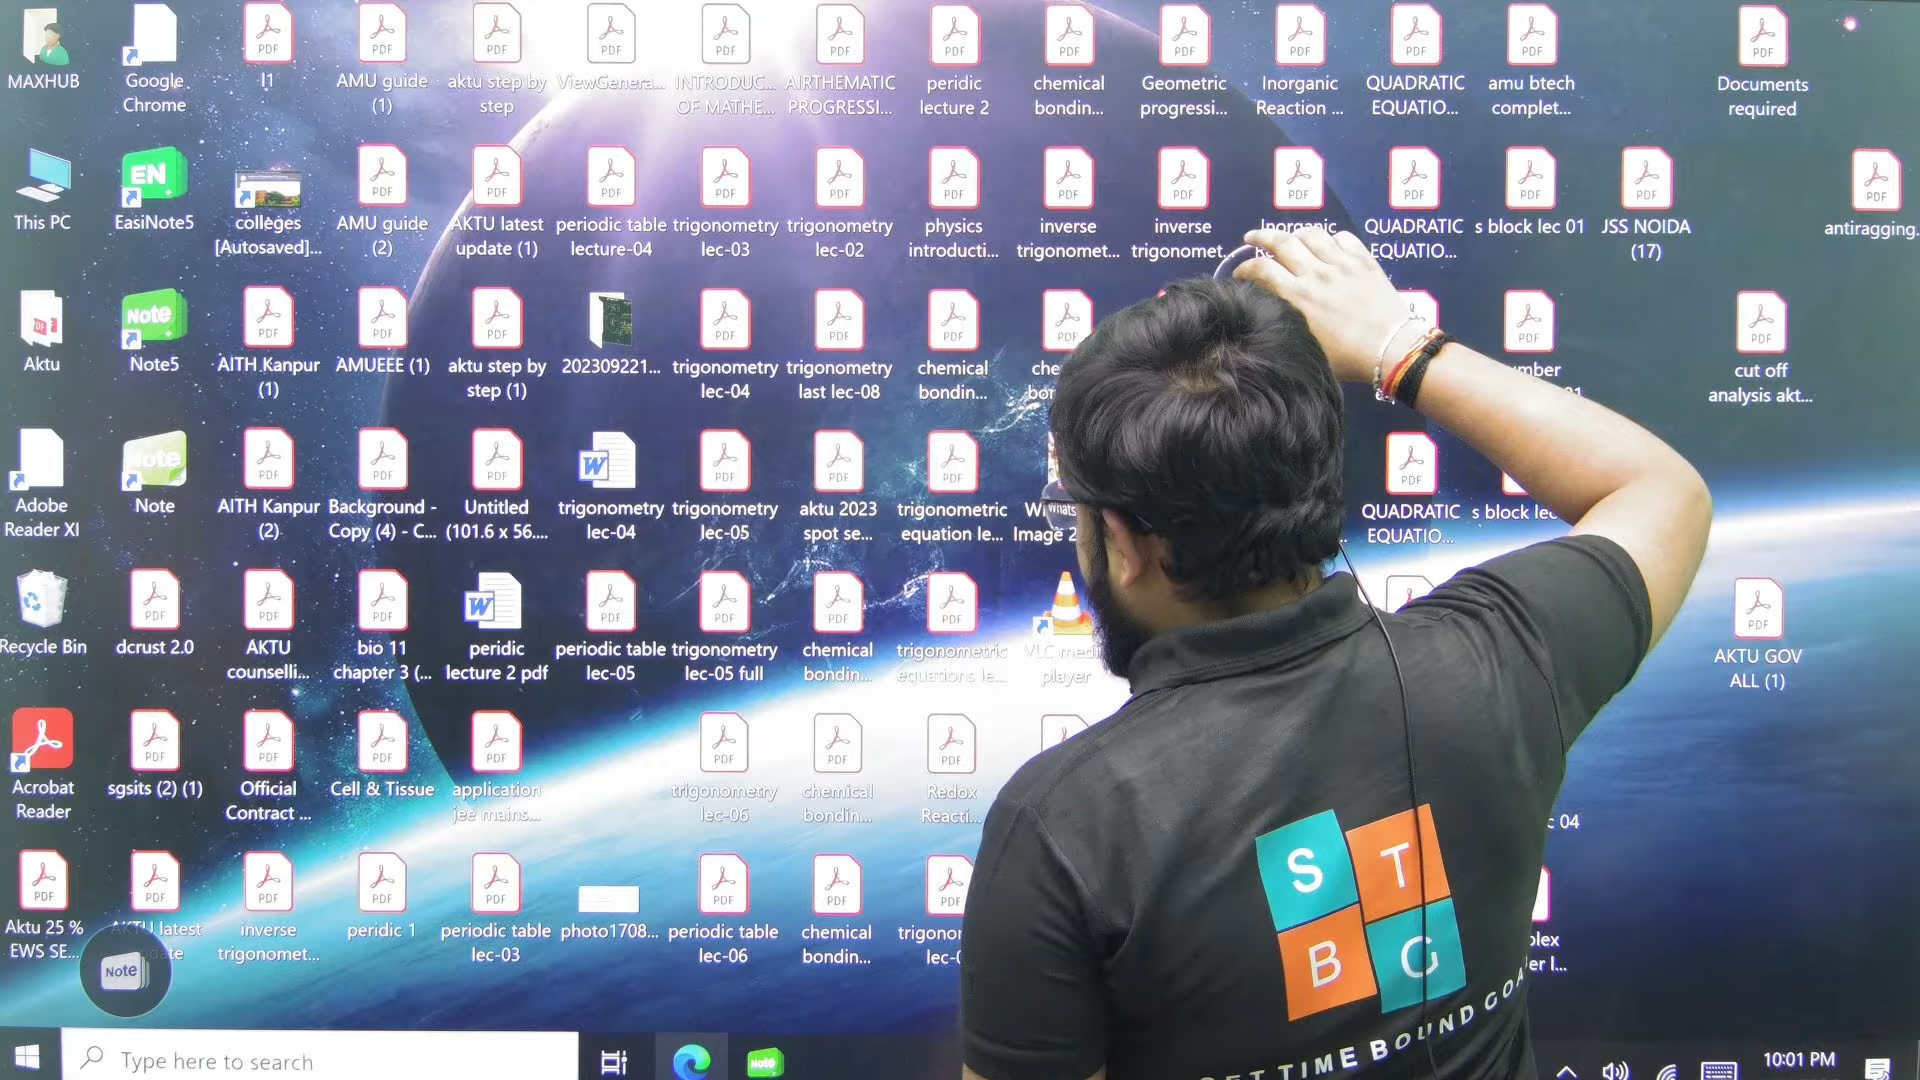 MAXHUB
Google
Chrome
l1
AMU guide
(1)
aktu step by
step
ViewGenera...
INTRODUC...
OF MATHE...
AIRTHEMATIC
PROGRESSI...
peridic
lecture 2
chemical
bondin...
Geometric
progressi...
Inorganic
Reaction ...
QUADRATIC
EQUATIO...
amu btech
complet...
Documents
required
This PC
EN
EasiNote5
colleges
[Autosaved]...
AMU guide
(2)
AKTU latest
update (1)
periodic table
lecture-04
trigonometry
lec-03
trigonometry
lec-02
physics
introducti...
inverse
trigonomet...
inverse
trigonomet...
Inorganic
QUADRATIC
EQUATIO...
s block lec 01
JSS NOIDA
(17)
antiragging.
Aktu
Note
Note5
AITH Kanpur
(1)
AMUEEE (1)
aktu step by
step (1)
202309221...
trigonometry
lec-04
trigonometry
last lec-08
chemical
bondin...
cut off
analysis akt...
Adobe
Reader XI
Note
Note
AITH Kanpur
(2)
Background -
Copy (4) - C...
Untitled
(101.6 x 56....
trigonometry
lec-04
trigonometry
lec-05
aktu 2023
spot se...
trigonometric
equation le...
Image 2
QUADRATIC
EQUATIO...
s block lec
Recycle Bin
dcrust 2.0
AKTU
counselli...
bio 11
chapter 3 (...
peridic
lecture 2 pdf
periodic table
lec-05
trigonometry
lec-05 full
chemical
bondin...
trigonometric
equations le...
VLC medi
player
AKTU GOV
ALL (1)
Acrobat
Reader
sgsits (2) (1)
Official
Contract ...
Cell & Tissue
application
jee mains...
trigonometry
lec-06
chemical
bondin...
Redox
Reacti...
c 04
Aktu 25 %
EWS SE...
AKTU latest
inverse
trigonomet...
peridic 1
periodic table
lec-03
photo1708...
periodic table
lec-06
chemical
bondin...
Note
S T
B G
TIME BOUND GOA
Type here to search
Note
10:01 PM